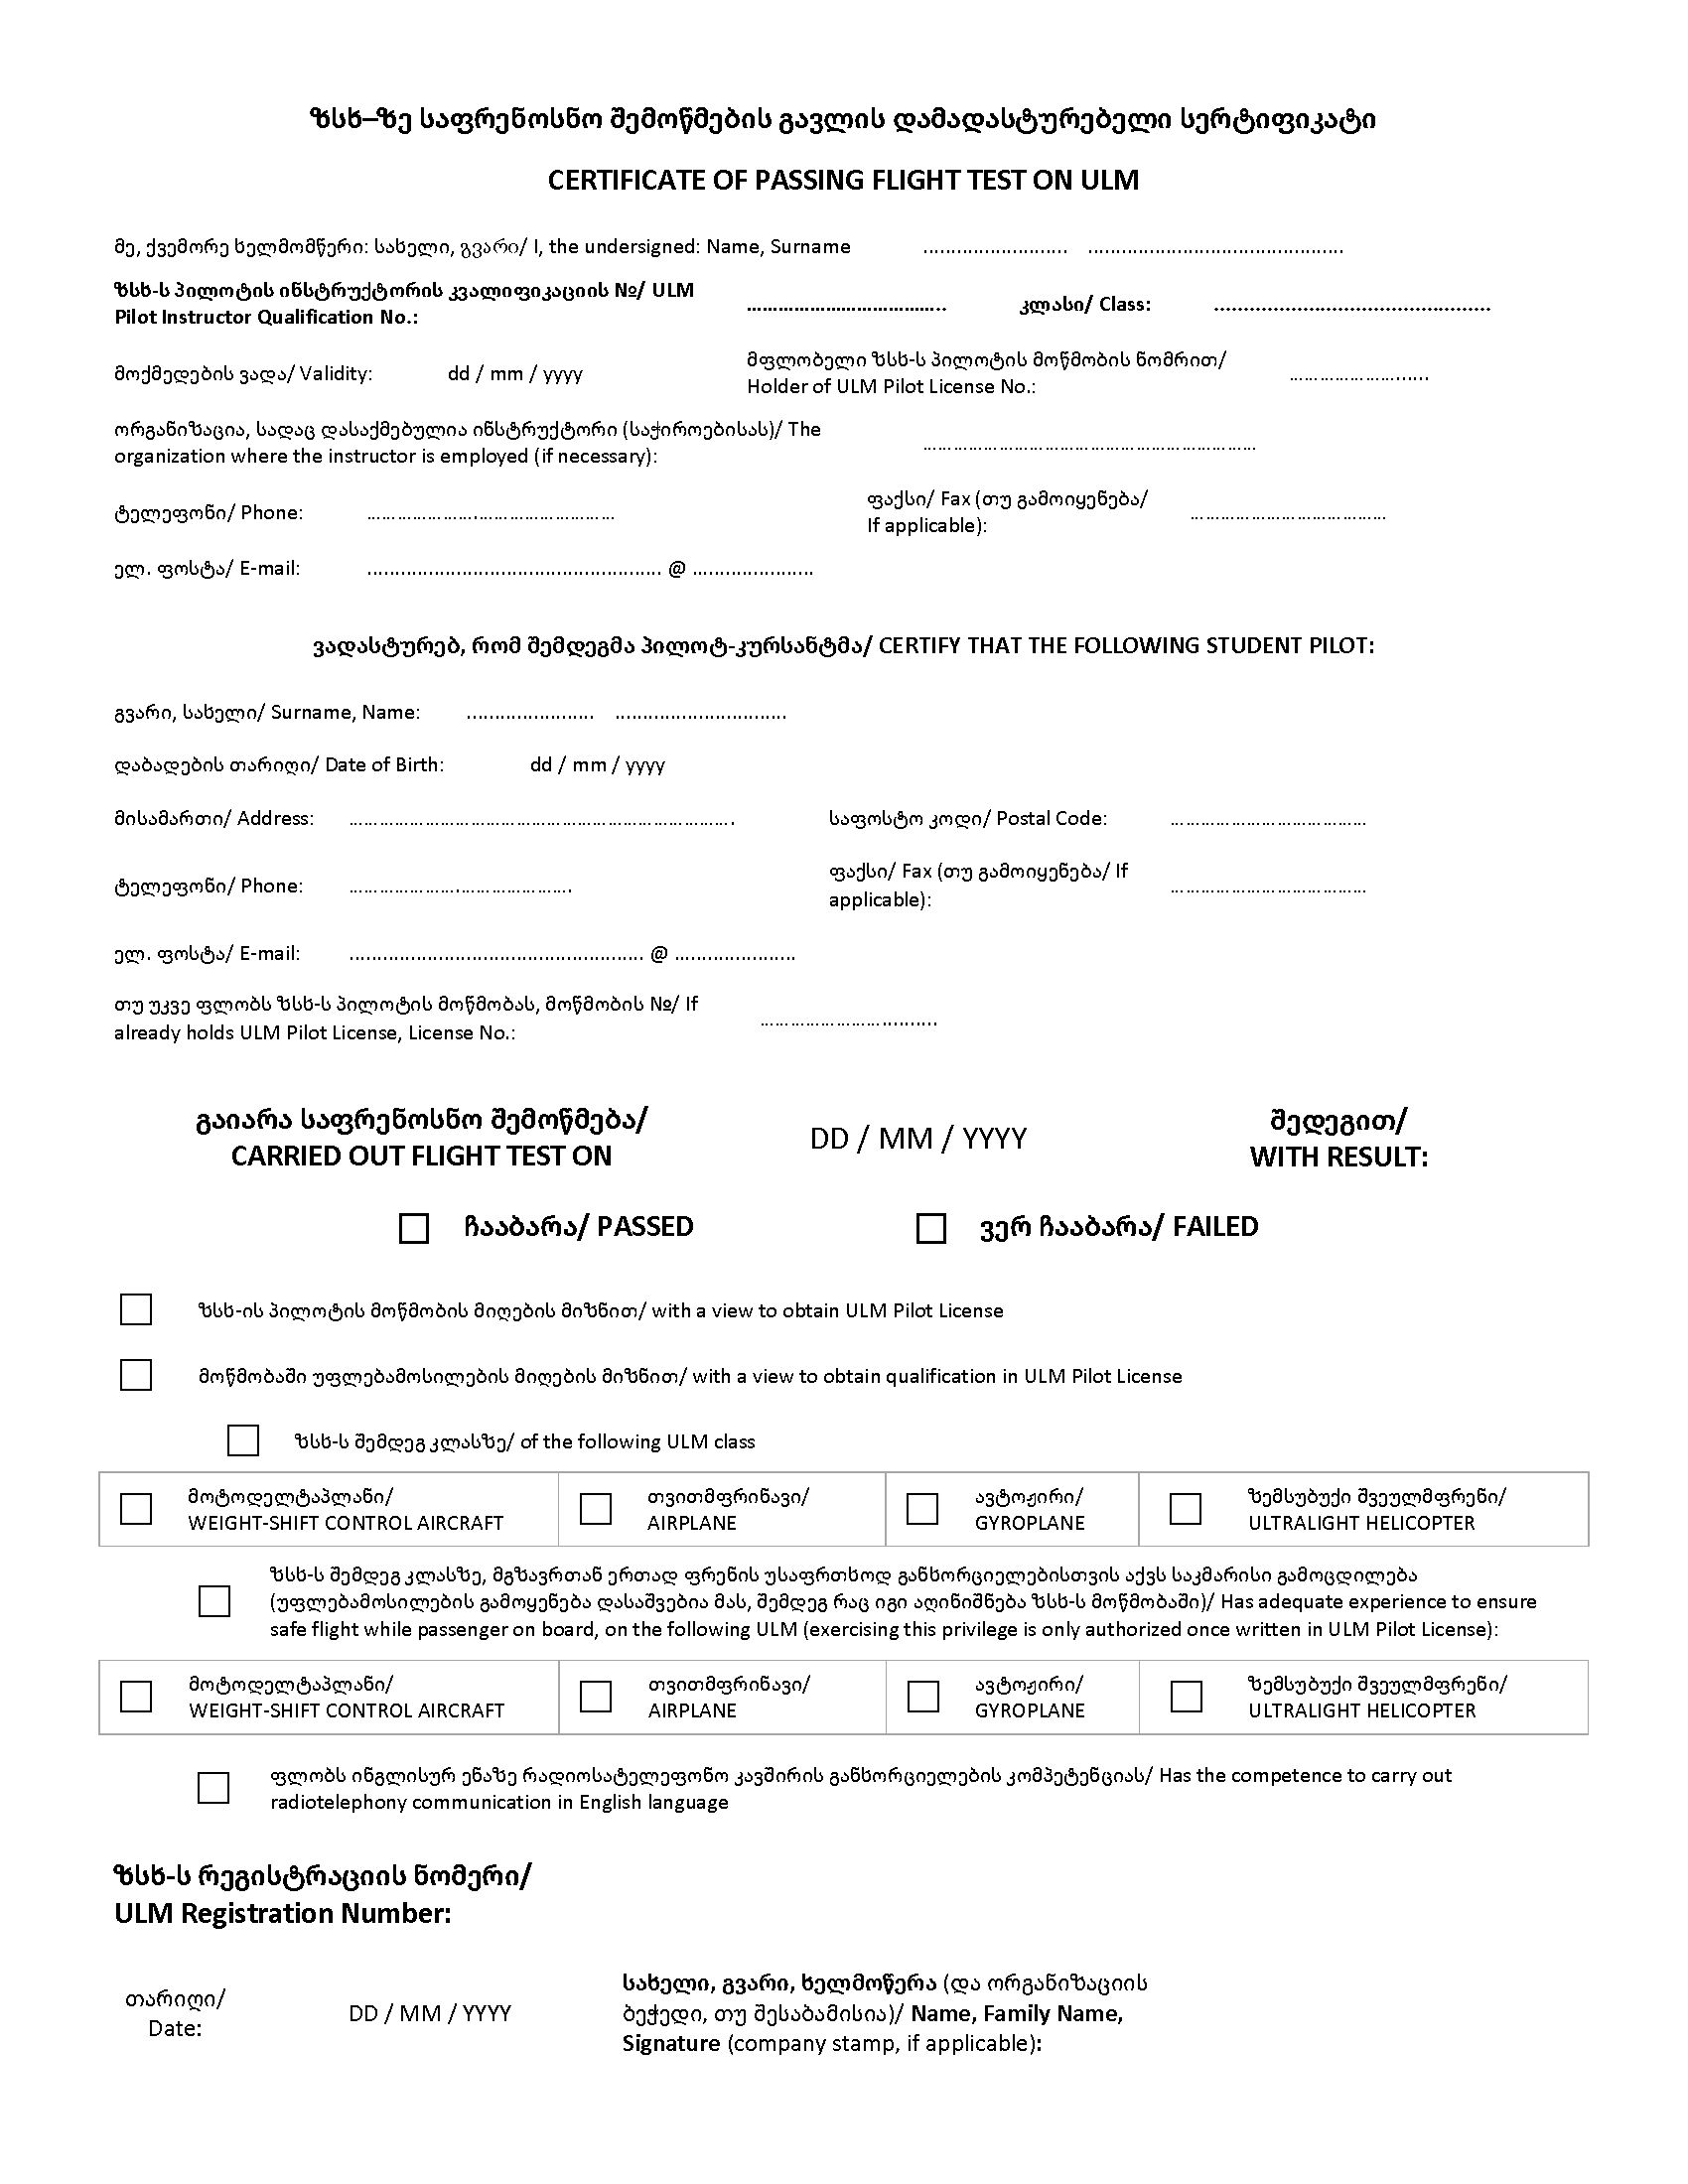 ზსხ–ზე საფრენოსნო შემოწმების გავლის დამადასტურებელი სერტიფიკატი
CERTIFICATE OF PASSING FLIGHT TEST ON ULM
მე, ქვემორე ხელმომწერი: სახელი, გვარი/ I, the undersigned: Name, Surname ........................ ..............................................
ზსხ-ს პილოტის ინსტრუქტორის კვალიფიკაციის №/ ULM
Pilot Instructor Qualification No.: .................................... კლასი/ Class: ...............................................
მოქმედების ვადა/ Validity: dd / mm / yyyy
მფლობელი ზსხ-ს პილოტის მოწმობის ნომრით/
Holder of ULM Pilot License No.: ..........................
ორგანიზაცია, სადაც დასაქმებულია ინსტრუქტორი (საჭიროებისას)/ The
organization where the instructor is employed (if necessary): ............................................................
ტელეფონი/ Phone: .............................................
ფაქსი/ Fax (თუ გამოიყენება/
If applicable): ....................................
ელ. ფოსტა/ E-mail: ..................................................... @ ......................
ვადასტურებ, რომ შემდეგმა პილოტ-კურსანტმა/ CERTIFY THAT THE FOLLOWING STUDENT PILOT:
გვარი, სახელი/ Surname, Name: ....................... ...............................
დაბადების თარიღი/ Date of Birth: dd / mm / yyyy
მისამართი/ Address: ...................................................................... საფოსტო კოდი/ Postal Code: ....................................
ტელეფონი/ Phone: ........................................
ფაქსი/ Fax (თუ გამოიყენება/ If
applicable): ....................................
ელ. ფოსტა/ E-mail: ..................................................... @ ......................
თუ უკვე ფლობს ზსხ-ს პილოტის მოწმობას, მოწმობის №/ If
already holds ULM Pilot License, License No.: ................................
გაიარა საფრენოსნო შემოწმება/
CARRIED OUT FLIGHT TEST ON
DD / MM / YYYY
შედეგით/
WITH RESULT:
☐ ჩააბარა/ PASSED ☐ ვერ ჩააბარა/ FAILED
☐ ზსხ-ის პილოტის მოწმობის მიღების მიზნით/ with a view to obtain ULM Pilot License
☐ მოწმობაში უფლებამოსილების მიღების მიზნით/ with a view to obtain qualification in ULM Pilot License
☐ ზსხ-ს შემდეგ კლასზე/ of the following ULM class
☐ მოტოდელტაპლანი/
WEIGHT-SHIFT CONTROL AIRCRAFT
☐ თვითმფრინავი/
AIRPLANE
☐ ავტოჟირი/
GYROPLANE
☐ ზემსუბუქი შვეულმფრენი/
ULTRALIGHT HELICOPTER
☐ ზსხ-ს შემდეგ კლასზე, მგზავრთან ერთად ფრენის უსაფრთხოდ განხორციელებისთვის აქვს საკმარისი გამოცდილება
(უფლებამოსილების გამოყენება დასაშვებია მას, შემდეგ რაც იგი აღინიშნება ზსხ-ს მოწმობაში)/ Has adequate experience to ensure
safe flight while passenger on board, on the following ULM (exercising this privilege is only authorized once written in ULM Pilot License):
☐ მოტოდელტაპლანი/
WEIGHT-SHIFT CONTROL AIRCRAFT
☐ თვითმფრინავი/
AIRPLANE
☐ ავტოჟირი/
GYROPLANE
☐ ზემსუბუქი შვეულმფრენი/
ULTRALIGHT HELICOPTER
☐ ფლობს ინგლისურ ენაზე რადიოსატელეფონო კავშირის განხორციელების კომპეტენციას/ Has the competence to carry out
radiotelephony communication in English language
ზსხ-ს რეგისტრაციის ნომერი/
ULM Registration Number:
თარიღი/
Date:
DD / MM / YYYY
სახელი, გვარი, ხელმოწერა (და ორგანიზაციის
ბეჭედი, თუ შესაბამისია)/ Name, Family Name,
Signature (company stamp, if applicable):